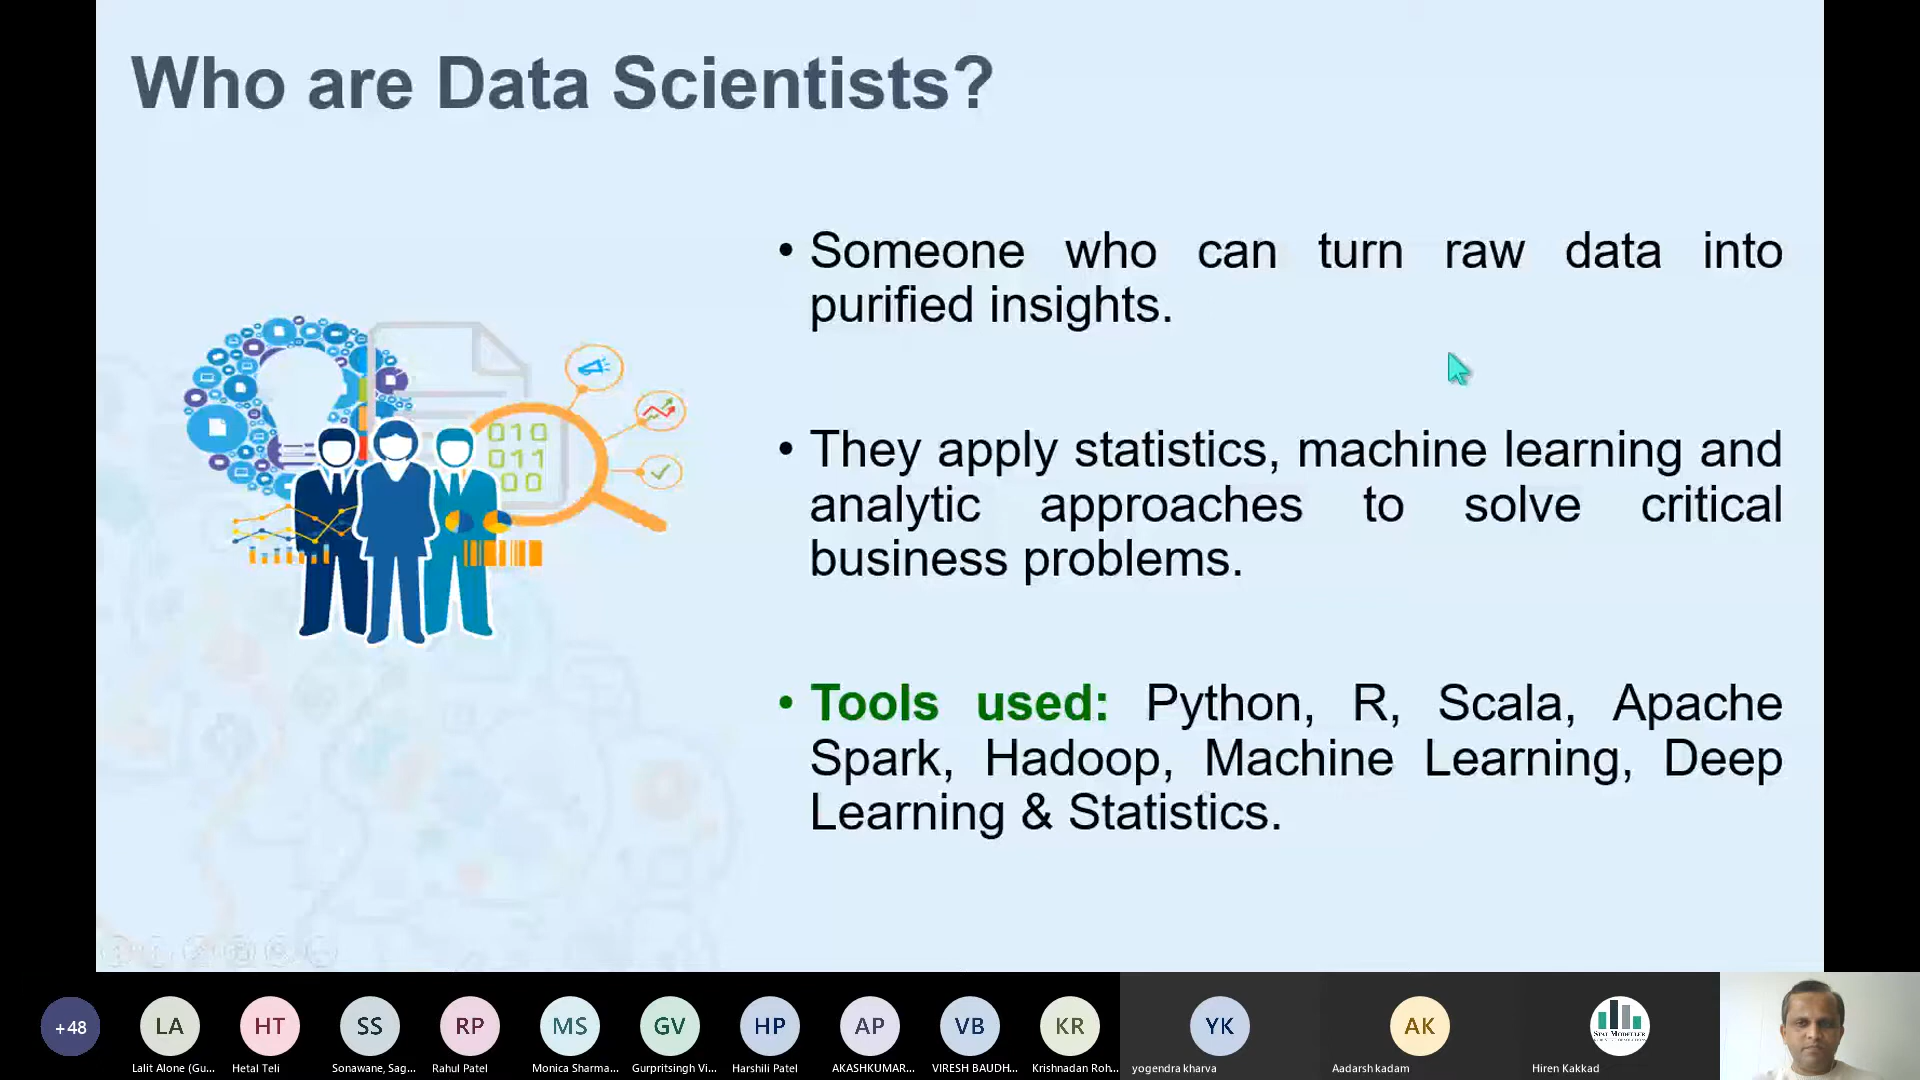 Who are Data Scientists?
• Someone who can turn raw data into
purified insights.
• They apply statistics, machine learning and
analytic approaches to solve critical
business problems.
• Tools used: Python, R, Scala, Apache
Spark, Hadoop, Machine Learning, Deep
Learning & Statistics.
010
011
00
+48
LA
HT
SS
RP
MS
GV
HP
AP
VB
KR
YK
AK
STAT MODELLER
Lalit Alone (Gu...
Hetal Teli
Sonawane, Sag...
Rahul Patel
Monica Sharma...
Gurpritsingh Vi...
Harshili Patel
AKASHKUMAR...
VIRESH BAUDH...
Krishnadan Roh...
yogendra kharva
Aadarsh kadam
Hiren Kakkad